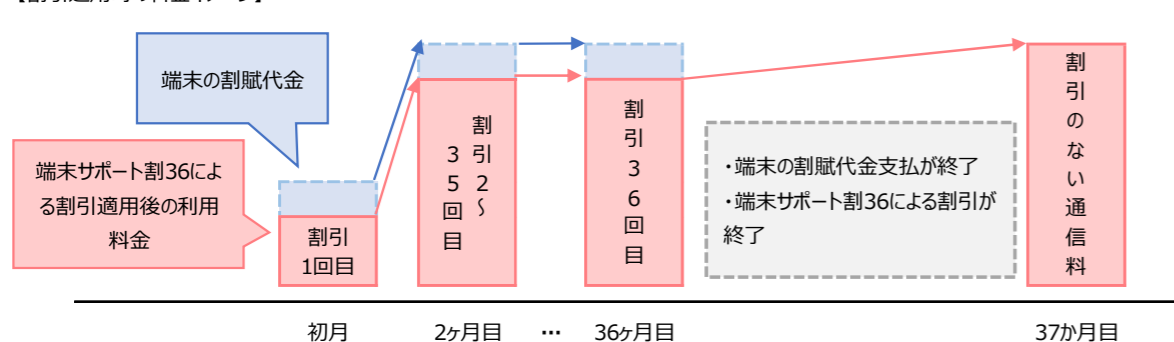 端末の割賦代金
端末サポート割36によ
る割引適用後の利用
料金
割引
1回目
割引2～
35回目
割引36回目
・端末の割賦代金支払が終了
・端末サポート割36による割引が
終了
割引のない通信料
初月
2ヶ月目
…
36ヶ月目
37か月目